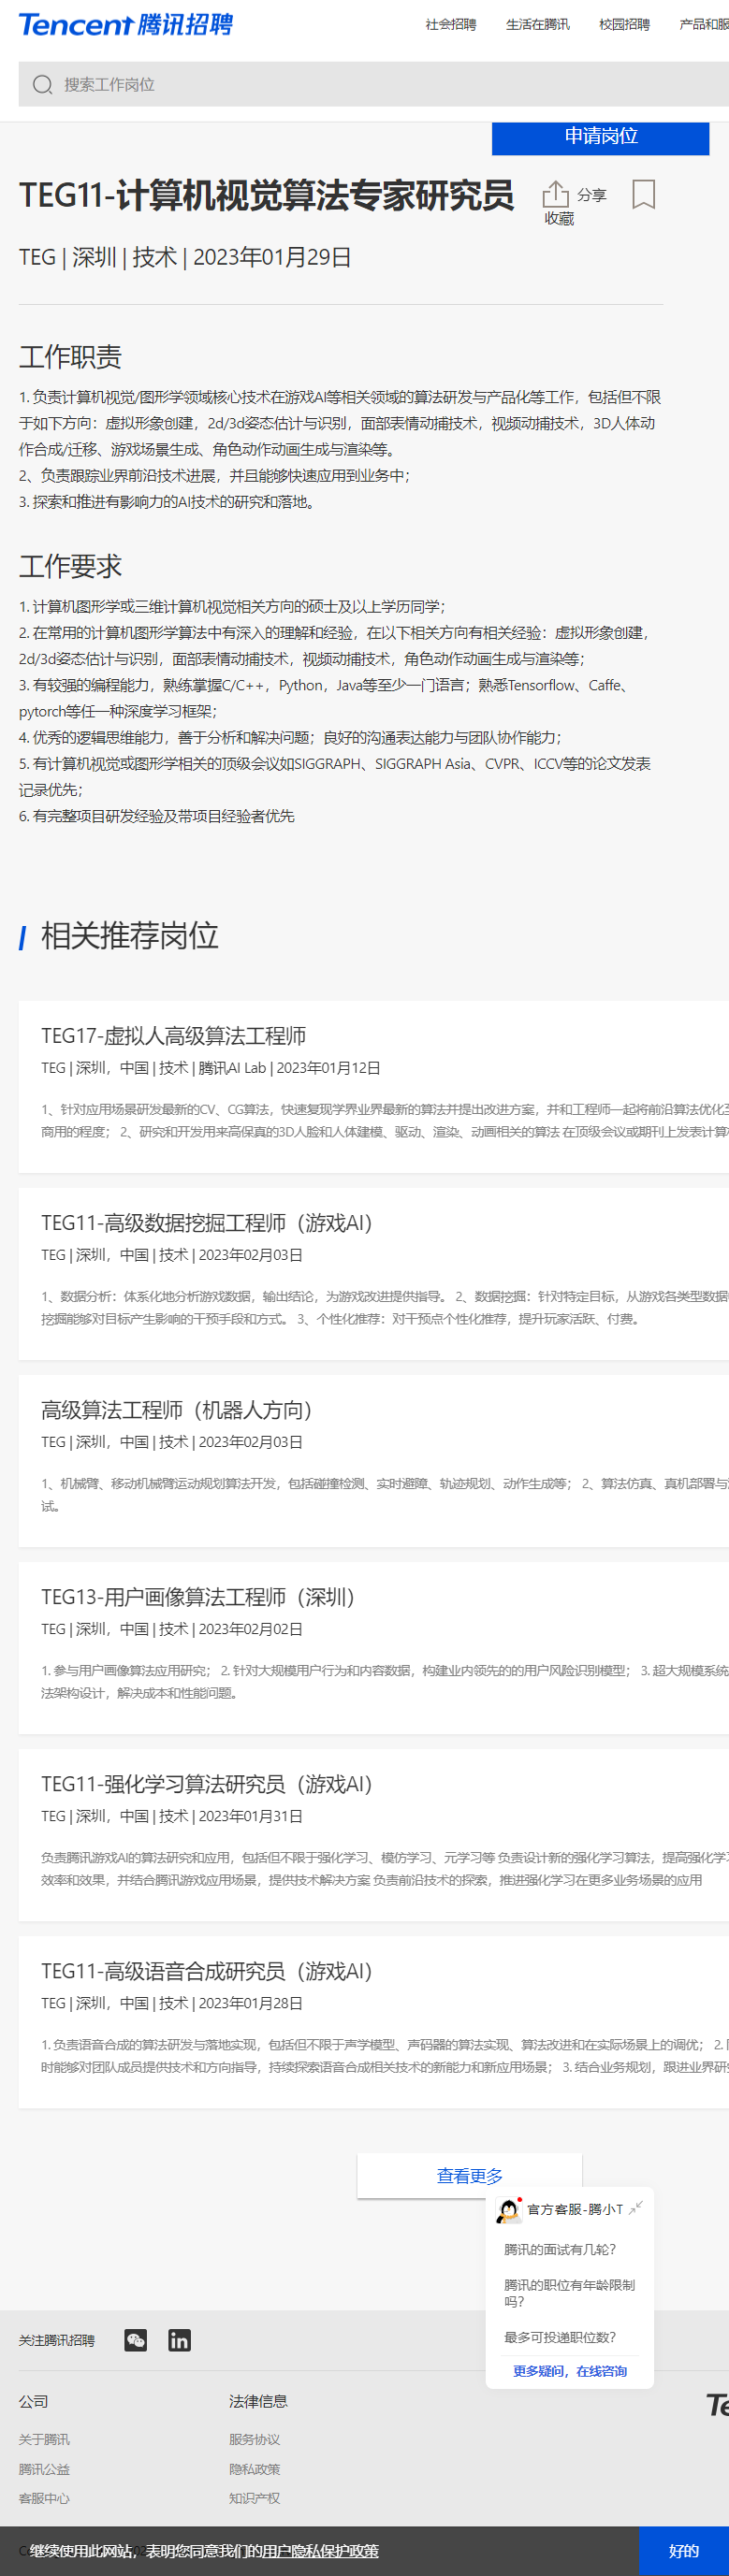 Tencent 腾讯招聘
社会招聘 生活在腾讯 校园招聘 产品和服
搜索工作岗位
申请岗位
TEG11-计算机视觉算法专家研究员
分享
收藏
TEG | 深圳 | 技术 | 2023年01月29日
工作职责
1. 负责计算机视觉/图形学领域核心技术在游戏AI等相关领域的算法研发与产品化等工作，包括但不限
于如下方向：虚拟形象创建，2d/3d姿态估计与识别，面部表情动捕技术，视频动捕技术，3D人体动
作合成/迁移、游戏场景生成、角色动作动画生成与渲染等。
2、负责跟踪业界前沿技术进展，并且能够快速应用到业务中；
3. 探索和推进有影响力的AI技术的研究和落地。
工作要求
1. 计算机图形学或三维计算机视觉相关方向的硕士及以上学历同学；
2. 在常用的计算机图形学算法中有深入的理解和经验，在以下相关方向有相关经验：虚拟形象创建，
2d/3d姿态估计与识别，面部表情动捕技术，视频动捕技术，角色动作动画生成与渲染等；
3. 有较强的编程能力，熟练掌握C/C++，Python，Java等至少一门语言；熟悉Tensorflow、Caffe、
pytorch等任一种深度学习框架；
4. 优秀的逻辑思维能力，善于分析和解决问题；良好的沟通表达能力与团队协作能力；
5. 有计算机视觉或图形学相关的顶级会议如SIGGRAPH、SIGGRAPH Asia、CVPR、ICCV等的论文发表
记录优先；
6. 有完整项目研发经验及带项目经验者优先
相关推荐岗位
TEG17-虚拟人高级算法工程师
TEG | 深圳，中国 | 技术 | 腾讯AI Lab | 2023年01月12日
1、针对应用场景研发最新的CV、CG算法，快速复现学界业界最新的算法并提出改进方案，并和工程师一起将前沿算法优化至
商用的程度； 2、研究和开发用来高保真的3D人脸和人体建模、驱动、渲染、动画相关的算法 在顶级会议或期刊上发表计算
TEG11-高级数据挖掘工程师（游戏AI）
TEG | 深圳，中国 | 技术 | 2023年02月03日
1、数据分析：体系化地分析游戏数据，输出结论，为游戏改进提供指导。 2、数据挖掘：针对特定目标，从游戏各类型数据
挖掘能够对目标产生影响的干预手段和方式。 3、个性化推荐：对干预点个性化推荐，提升玩家活跃、付费。
高级算法工程师（机器人方向）
TEG | 深圳，中国 | 技术 | 2023年02月03日
1、机械臂、移动机械臂运动规划算法开发，包括碰撞检测、实时避障、轨迹规划、动作生成等； 2、算法仿真、真机部署与
试。
TEG13-用户画像算法工程师（深圳）
TEG | 深圳，中国 | 技术 | 2023年02月02日
1. 参与用户画像算法应用研究； 2. 针对大规模用户行为和内容数据，构建业内领先的的用户风险识别模型； 3. 超大规模系统
法架构设计，解决成本和性能问题。
TEG11-强化学习算法研究员（游戏AI）
TEG | 深圳，中国 | 技术 | 2023年01月31日
负责腾讯游戏AI的算法研究和应用，包括但不限于强化学习、模仿学习、元学习等 负责设计新的强化学习算法，提高强化学习
效率和效果，并结合腾讯游戏应用场景，提供技术解决方案 负责前沿技术的探索，推进强化学习在更多业务场景的应用
TEG11-高级语音合成研究员（游戏AI）
TEG | 深圳，中国 | 技术 | 2023年01月28日
1. 负责语音合成的算法研发与落地实现，包括但不限于声学模型、声码器的算法实现、算法改进和在实际场景上的调优； 2.
时能够对团队成员提供技术和方向指导，持续探索语音合成相关技术的新能力和新应用场景； 3. 结合业务规划，跟进业界研
查看更多
官方客服-腾小T
腾讯的面试有几轮?
腾讯的职位有年龄限制
吗?
最多可投递职位数?
更多疑问，在线咨询
关注腾讯招聘 in
公司 法律信息 Te
关于腾讯 服务协议
腾讯公益 隐私政策
客服中心 知识产权
继续使用此网站，表明您同意我们的用户隐私保护政策 好的